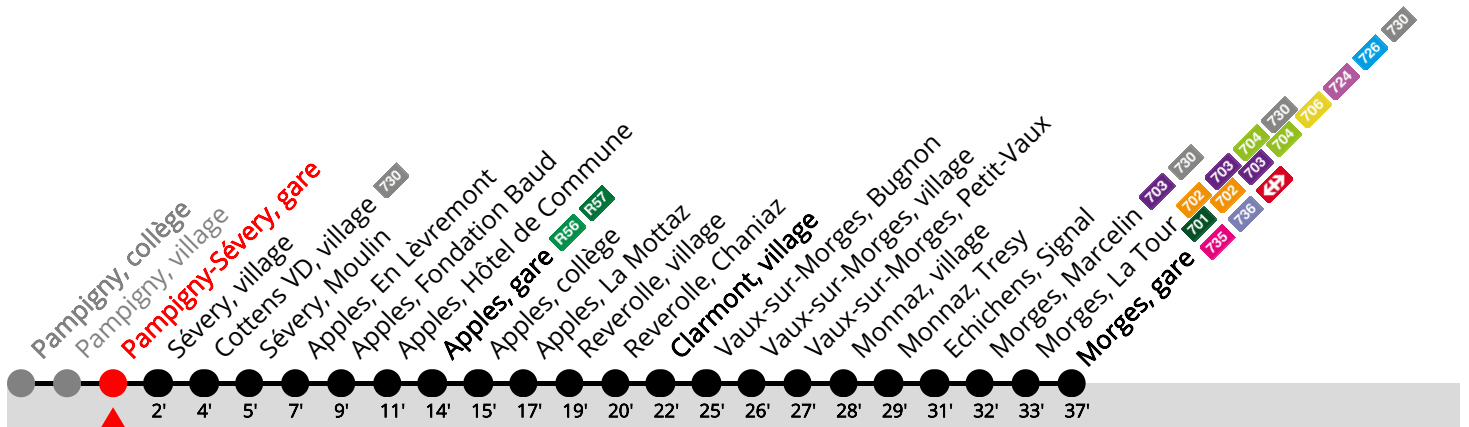 Pampigny, collège
Pampigny, village
Pampigny-Sévery, gare
Sévery, village
Cottens VD, village 730
Sévery, Moulin
Apples, En Lèvremont
Apples, Fondation Baud
Apples, Hôtel de Commune
Apples, gare R56 R57
Apples, collège
Apples, La Mottaz
Reverolle, village
Reverolle, Chaniaz
Clarmont, village
Vaux-sur-Morges, Bugnon
Vaux-sur-Morges, village
Vaux-sur-Morges, Petit-Vaux
Monnaz, village
Monnaz, Tresy
Echichens, Signal
Morges, Marcelin 703 730
Morges, La Tour 702 703 704 730
Morges, gare 701 702 703 704 706 724 726 730
735 736
2' 4' 5' 7' 9' 11' 14' 15' 17' 19' 20' 22' 25' 26' 27' 28' 29' 31' 32' 33' 37'